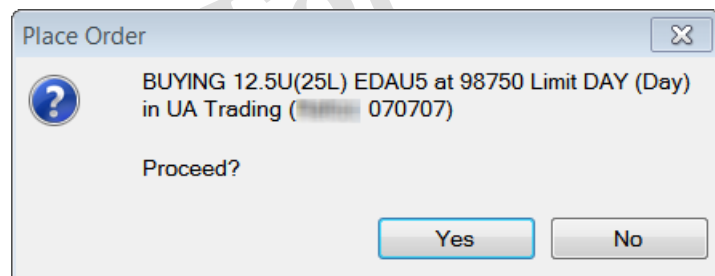 Place Order
BUYING 12.5U(25L) EDAU5 at 98750 Limit DAY (Day)
in UA Trading ( 070707)
Proceed?
Yes
No